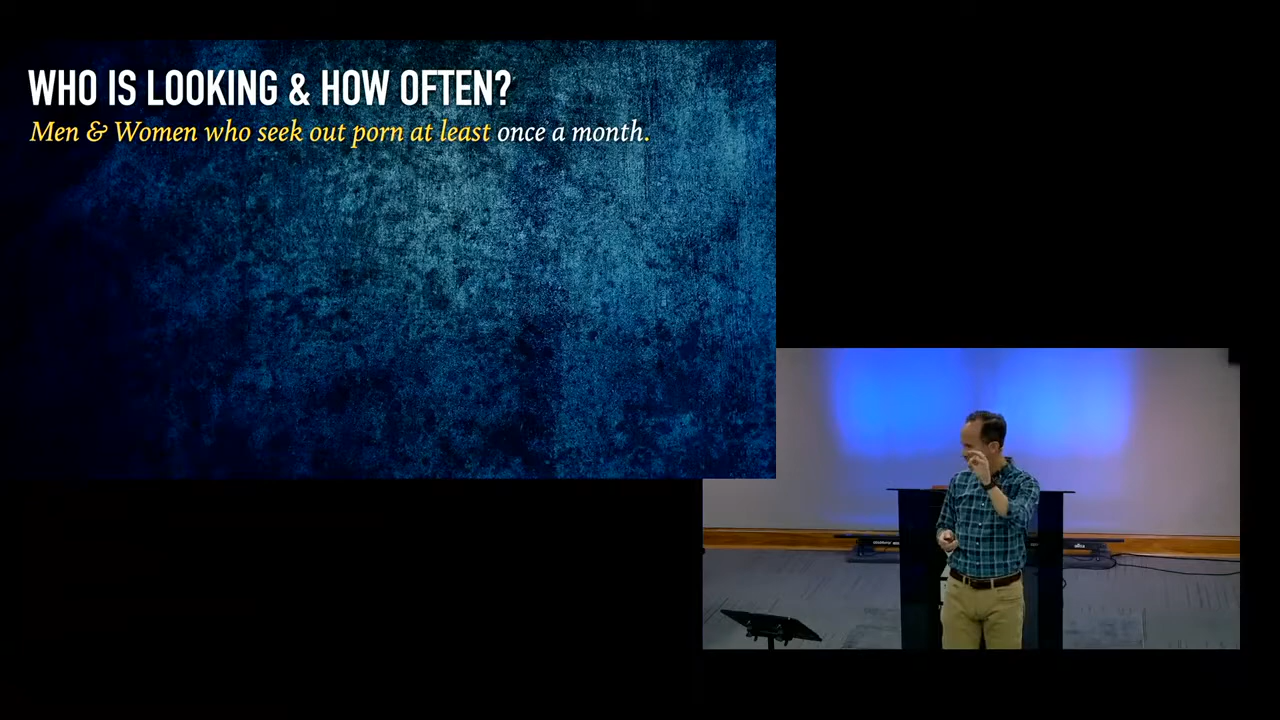 WHO IS LOOKING & HOW OFTEN?
Men & Women who seek out porn at least once a month.